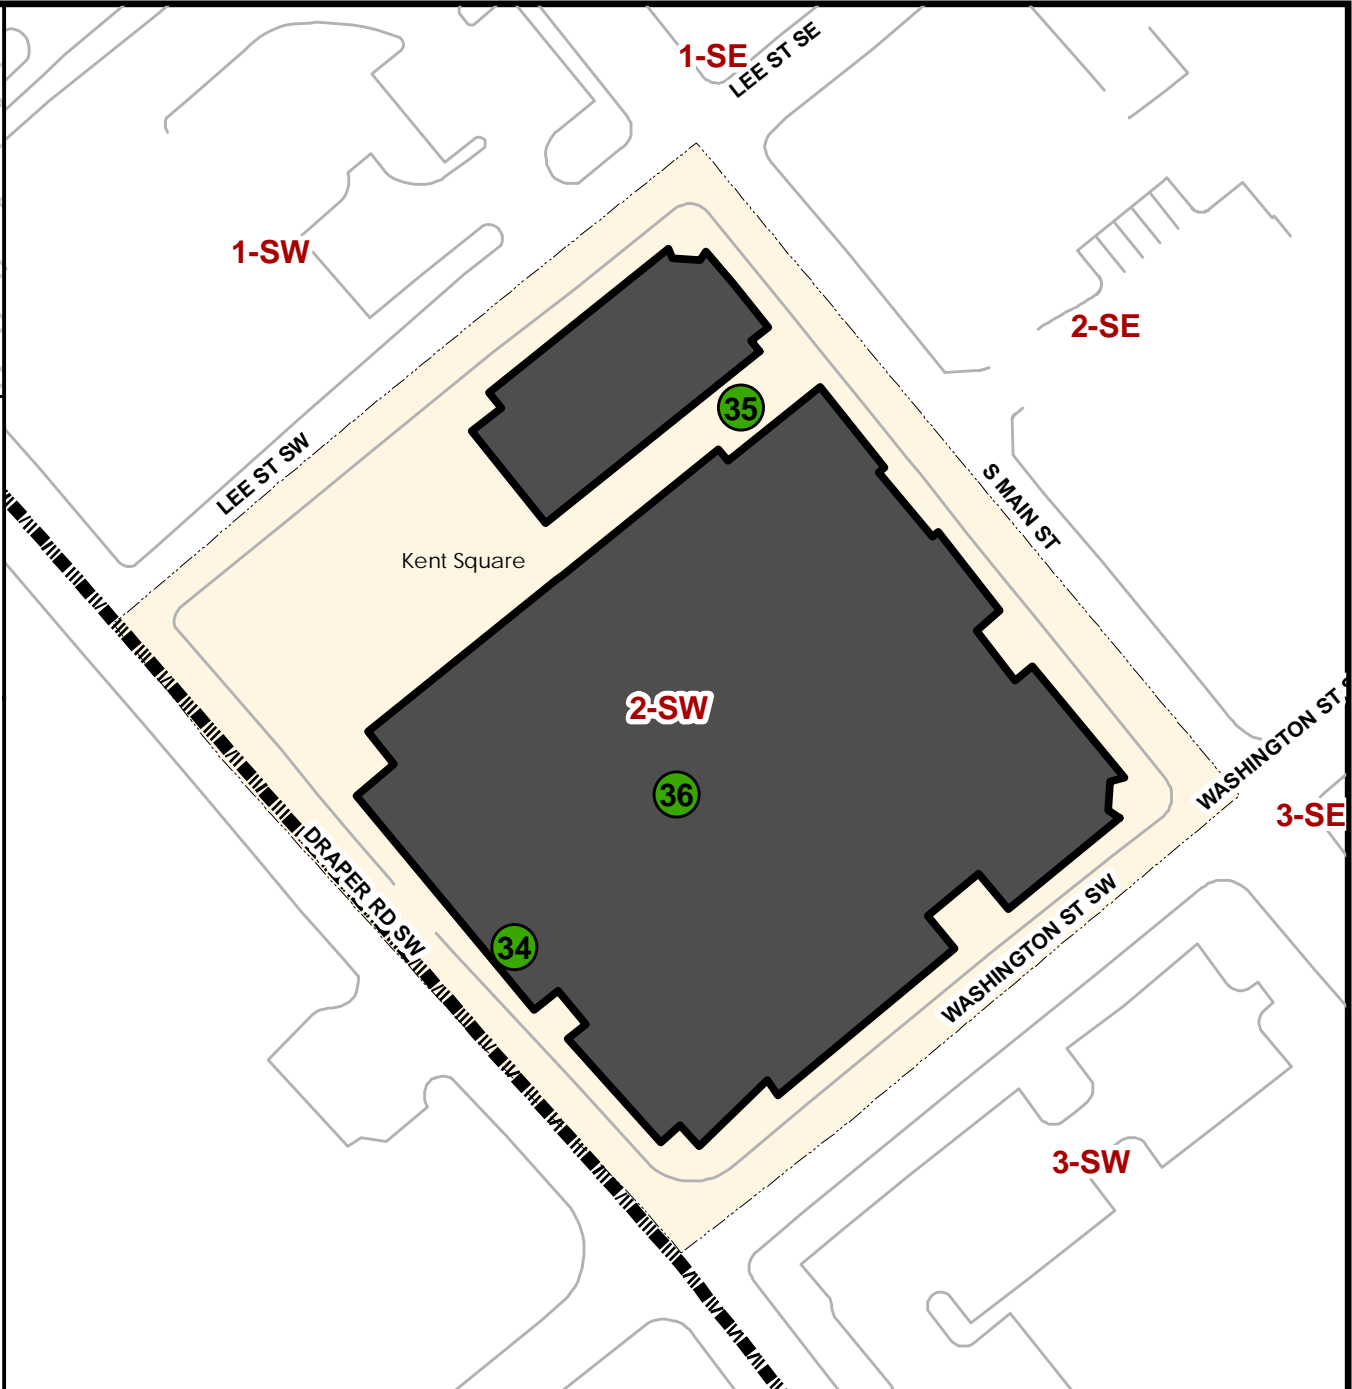 1-SE
LEE ST SE
1-SW
2-SE
35
LEE ST SW
S MAIN ST
Kent Square
2-SW
WASHINGTON ST
36
3-SE
DRAPER RD SW
34
WASHINGTON ST SW
3-SW